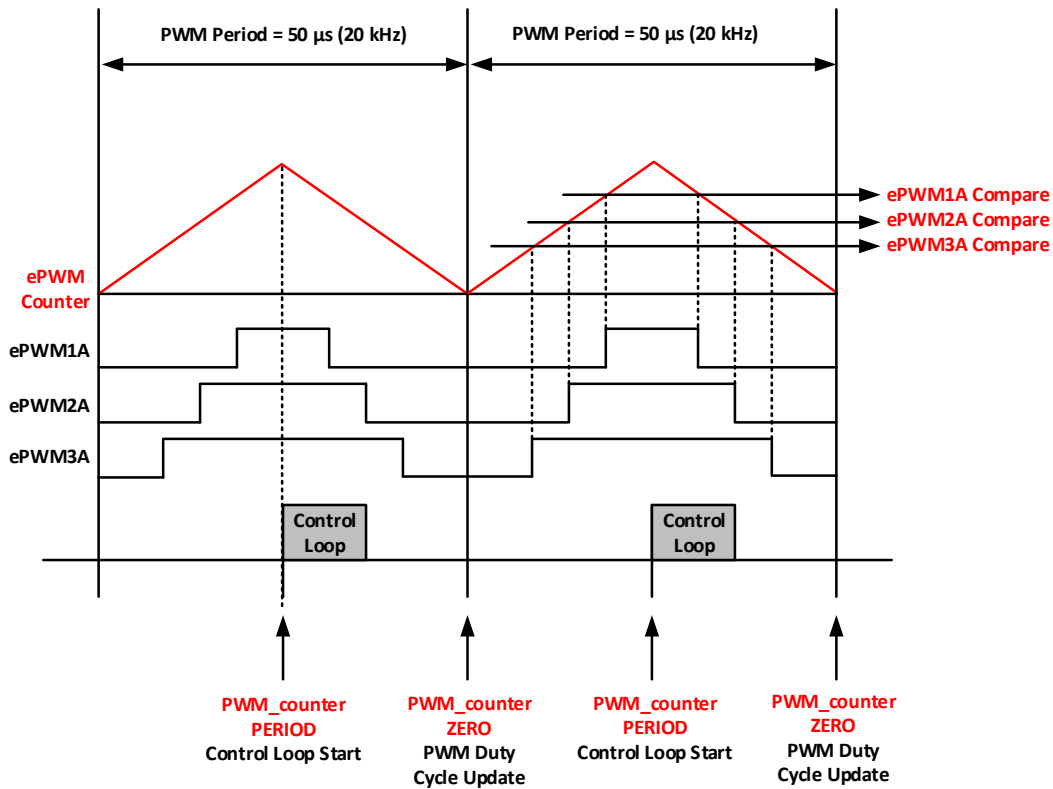 PWM Period = 50 µs (20 kHz)
PWM Period = 50 µs (20 kHz)
ePWM1A Compare
ePWM2A Compare
ePWM3A Compare
ePWM
Counter
ePWM1A
ePWM2A
ePWM3A
Control
Loop
Control
Loop
PWM_counter
PERIOD
Control Loop Start
PWM_counter
ZERO
PWM Duty
Cycle Update
PWM_counter
PERIOD
Control Loop Start
PWM_counter
ZERO
PWM Duty
Cycle Update